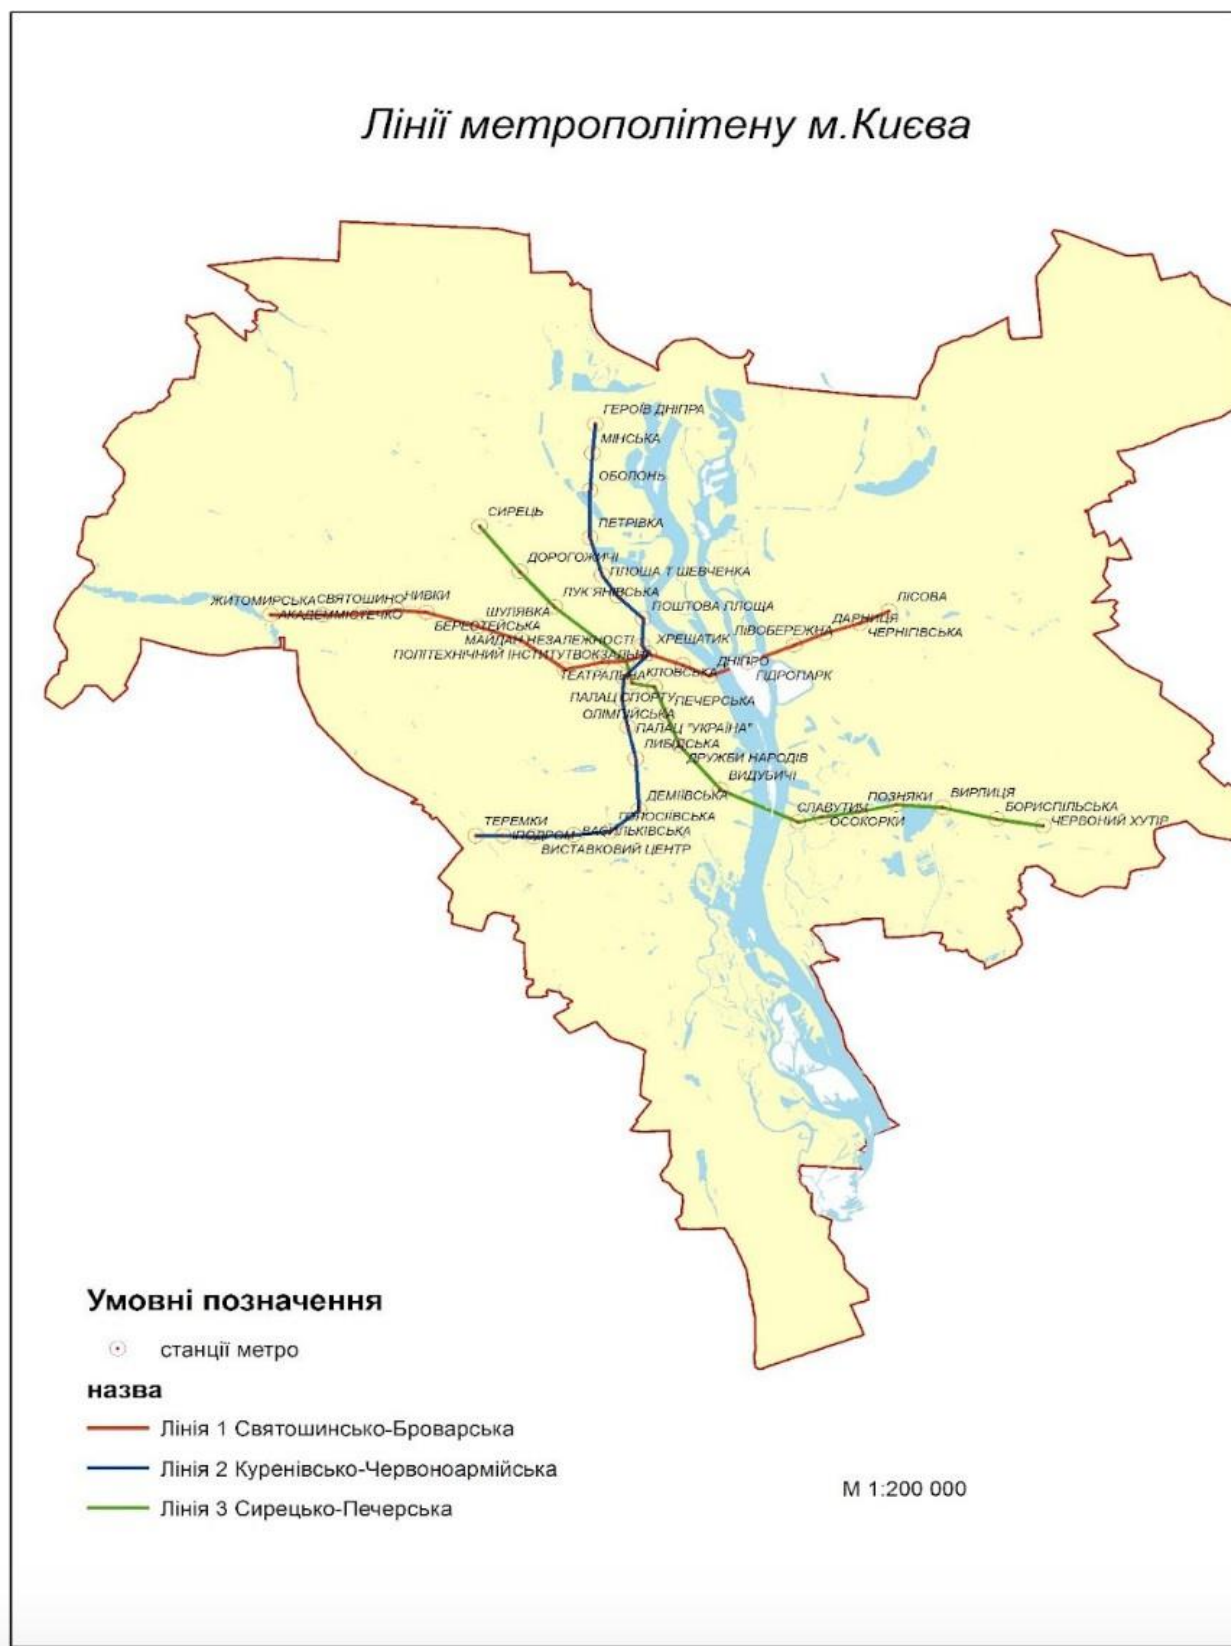 Лінії метрополітену м.Києва
ГЕРОЇВ ДНІПРА
МІНСЬКА
ОБОЛОНЬ
СИРЕЦЬ
ПЕТРІВКА
ДОРОГОЖИЧІ
ПЛОЩА Т ШЕВЧЕНКА
ЛУК'ЯНІВСЬКА
ЖИТОМИРСЬКА СВЯТОШИНО НИВКИ
ШУЛЯВКА
ПОШТОВА ПЛОЩА
ЛІСОВА
АКАДЕММІСТЕЧКО
БЕРЕСТЕЙСЬКА
ДАРНИЦЯ
МАЙДАН НЕЗАЛЕЖНОСТІ
ХРЕЩАТИК
ЛІВОБЕРЕЖНА
ЧЕРНІГІВСЬКА
ПОЛІТЕХНІЧНИЙ ІНСТИТУТ ВОКЗАЛЬНА
ДНІПРО
ТЕАТРАЛЬНА
КЛОВСЬКА
ГІДРОПАРК
ПАЛАЦ СПОРТУ
ПЕЧЕРСЬКА
ОЛІМПІЙСЬКА
ПАЛАЦ "УКРАЇНА"
ЛИБІДСЬКА
ДРУЖБИ НАРОДІВ
ВИДУБИЧІ
ДЕМІЇВСЬКА
СЛАВУТИЧ
ПОЗНЯКИ
ВИРЛИЦЯ
БОРИСПІЛЬСЬКА
ТЕРЕМКИ
ГОЛОСІЇВСЬКА
ОСОКОРКИ
ЧЕРВОНИЙ ХУТІР
ІПОДРОМ
ВАСИЛЬКІВСЬКА
ВИСТАВКОВИЙ ЦЕНТР
Умовні позначення
станції метро
назва
Лінія 1 Святошинсько-Броварська
Лінія 2 Куренівсько-Червоноармійська
Лінія 3 Сирецько-Печерська
М 1:200 000